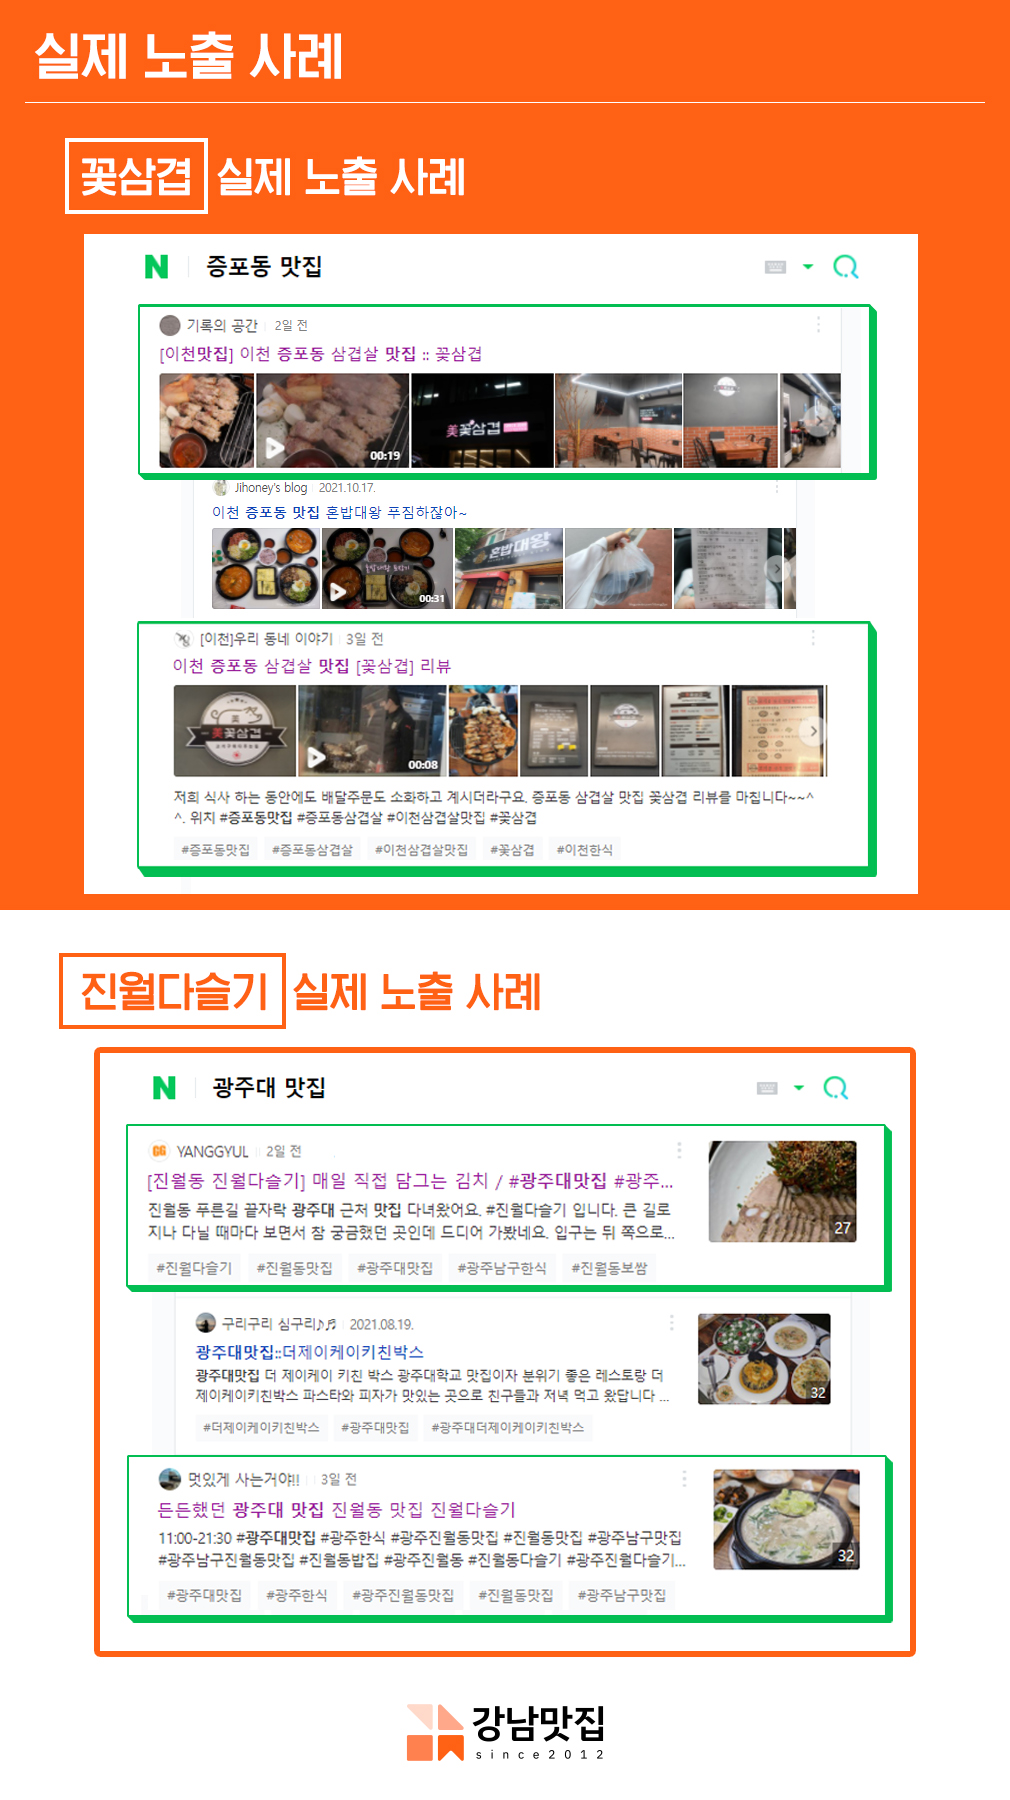 실제 노출 사례
꽃삼겹 실제 노출 사례
N 증포동 맛집
기록의 공간 2일 전
[이천맛집] 이천 증포동 삼겹살 맛집 :: 꽃삼겹
美꽃삼겹
00:19
Jihoney's blog 2021.10.17.
이천 증포동 맛집 혼밥대왕 푸짐하잖아~
혼밥대왕
00:31
[이천]우리 동네 이야기 3일 전
이천 증포동 삼겹살 맛집 [꽃삼겹] 리뷰
美꽃삼겹
00:08
저희 식사 하는 동안에도 배달주문도 소화하고 계시더라구요. 증포동 삼겹살 맛집 꽃삼겹 리뷰를 마칩니다~~^
^. 위치 #증포동맛집 #증포동삼겹살 #이천삼겹살맛집 #꽃삼겹
#증포동맛집 #증포동삼겹살 #이천삼겹살맛집 #꽃삼겹 #이천한식
진월다슬기 실제 노출 사례
N 광주대 맛집
GG YANGGYUL 2일 전
[진월동 진월다슬기] 매일 직접 담그는 김치 / #광주대맛집 #광주...
진월동 푸른길 끝자락 광주대 근처 맛집 다녀왔어요. #진월다슬기 입니다. 큰 길로
지나 다닐 때마다 보면서 참 궁금했던 곳인데 드디어 가봤네요. 입구는 뒤 쪽으로...
27
#진월다슬기 #진월동맛집 #광주대맛집 #광주남구한식 #진월동보쌈
구리구리 심구리♪♬ 2021.08.19.
광주대맛집::더제이케이키친박스
광주대맛집 더 제이케이 키친 박스 광주대학교 맛집이자 분위기 좋은 레스토랑 더
제이케이키친박스 파스타와 피자가 맛있는 곳으로 친구들과 저녁 먹고 왔답니다 ...
32
#더제이케이키친박스 #광주대맛집 #광주대더제이케이키친박스
멋있게 사는거야!! 3일 전
든든했던 광주대 맛집 진월동 맛집 진월다슬기
11:00-21:30 #광주대맛집 #광주한식 #광주진월동맛집 #진월동맛집 #광주남구맛집
#광주남구진월동맛집 #진월동밥집 #광주진월동 #진월동다슬기 #광주진월다슬기...
32
#광주대맛집 #광주한식 #광주진월동맛집 #진월동맛집 #광주남구맛집
강남맛집
since2012